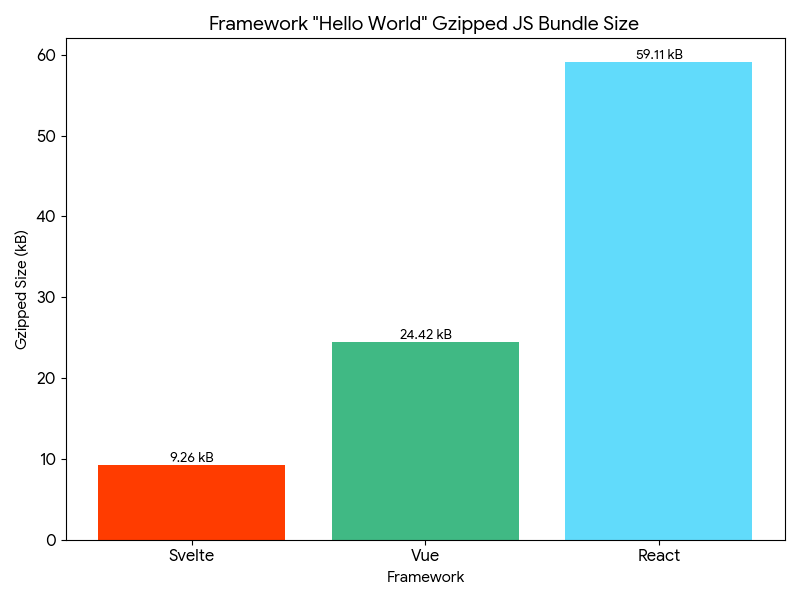 Framework "Hello World" Gzipped JS Bundle Size
Gzipped Size (kB)
60
50
40
30
20
10
0
9.26 kB
24.42 kB
59.11 kB
Svelte
Vue
React
Framework